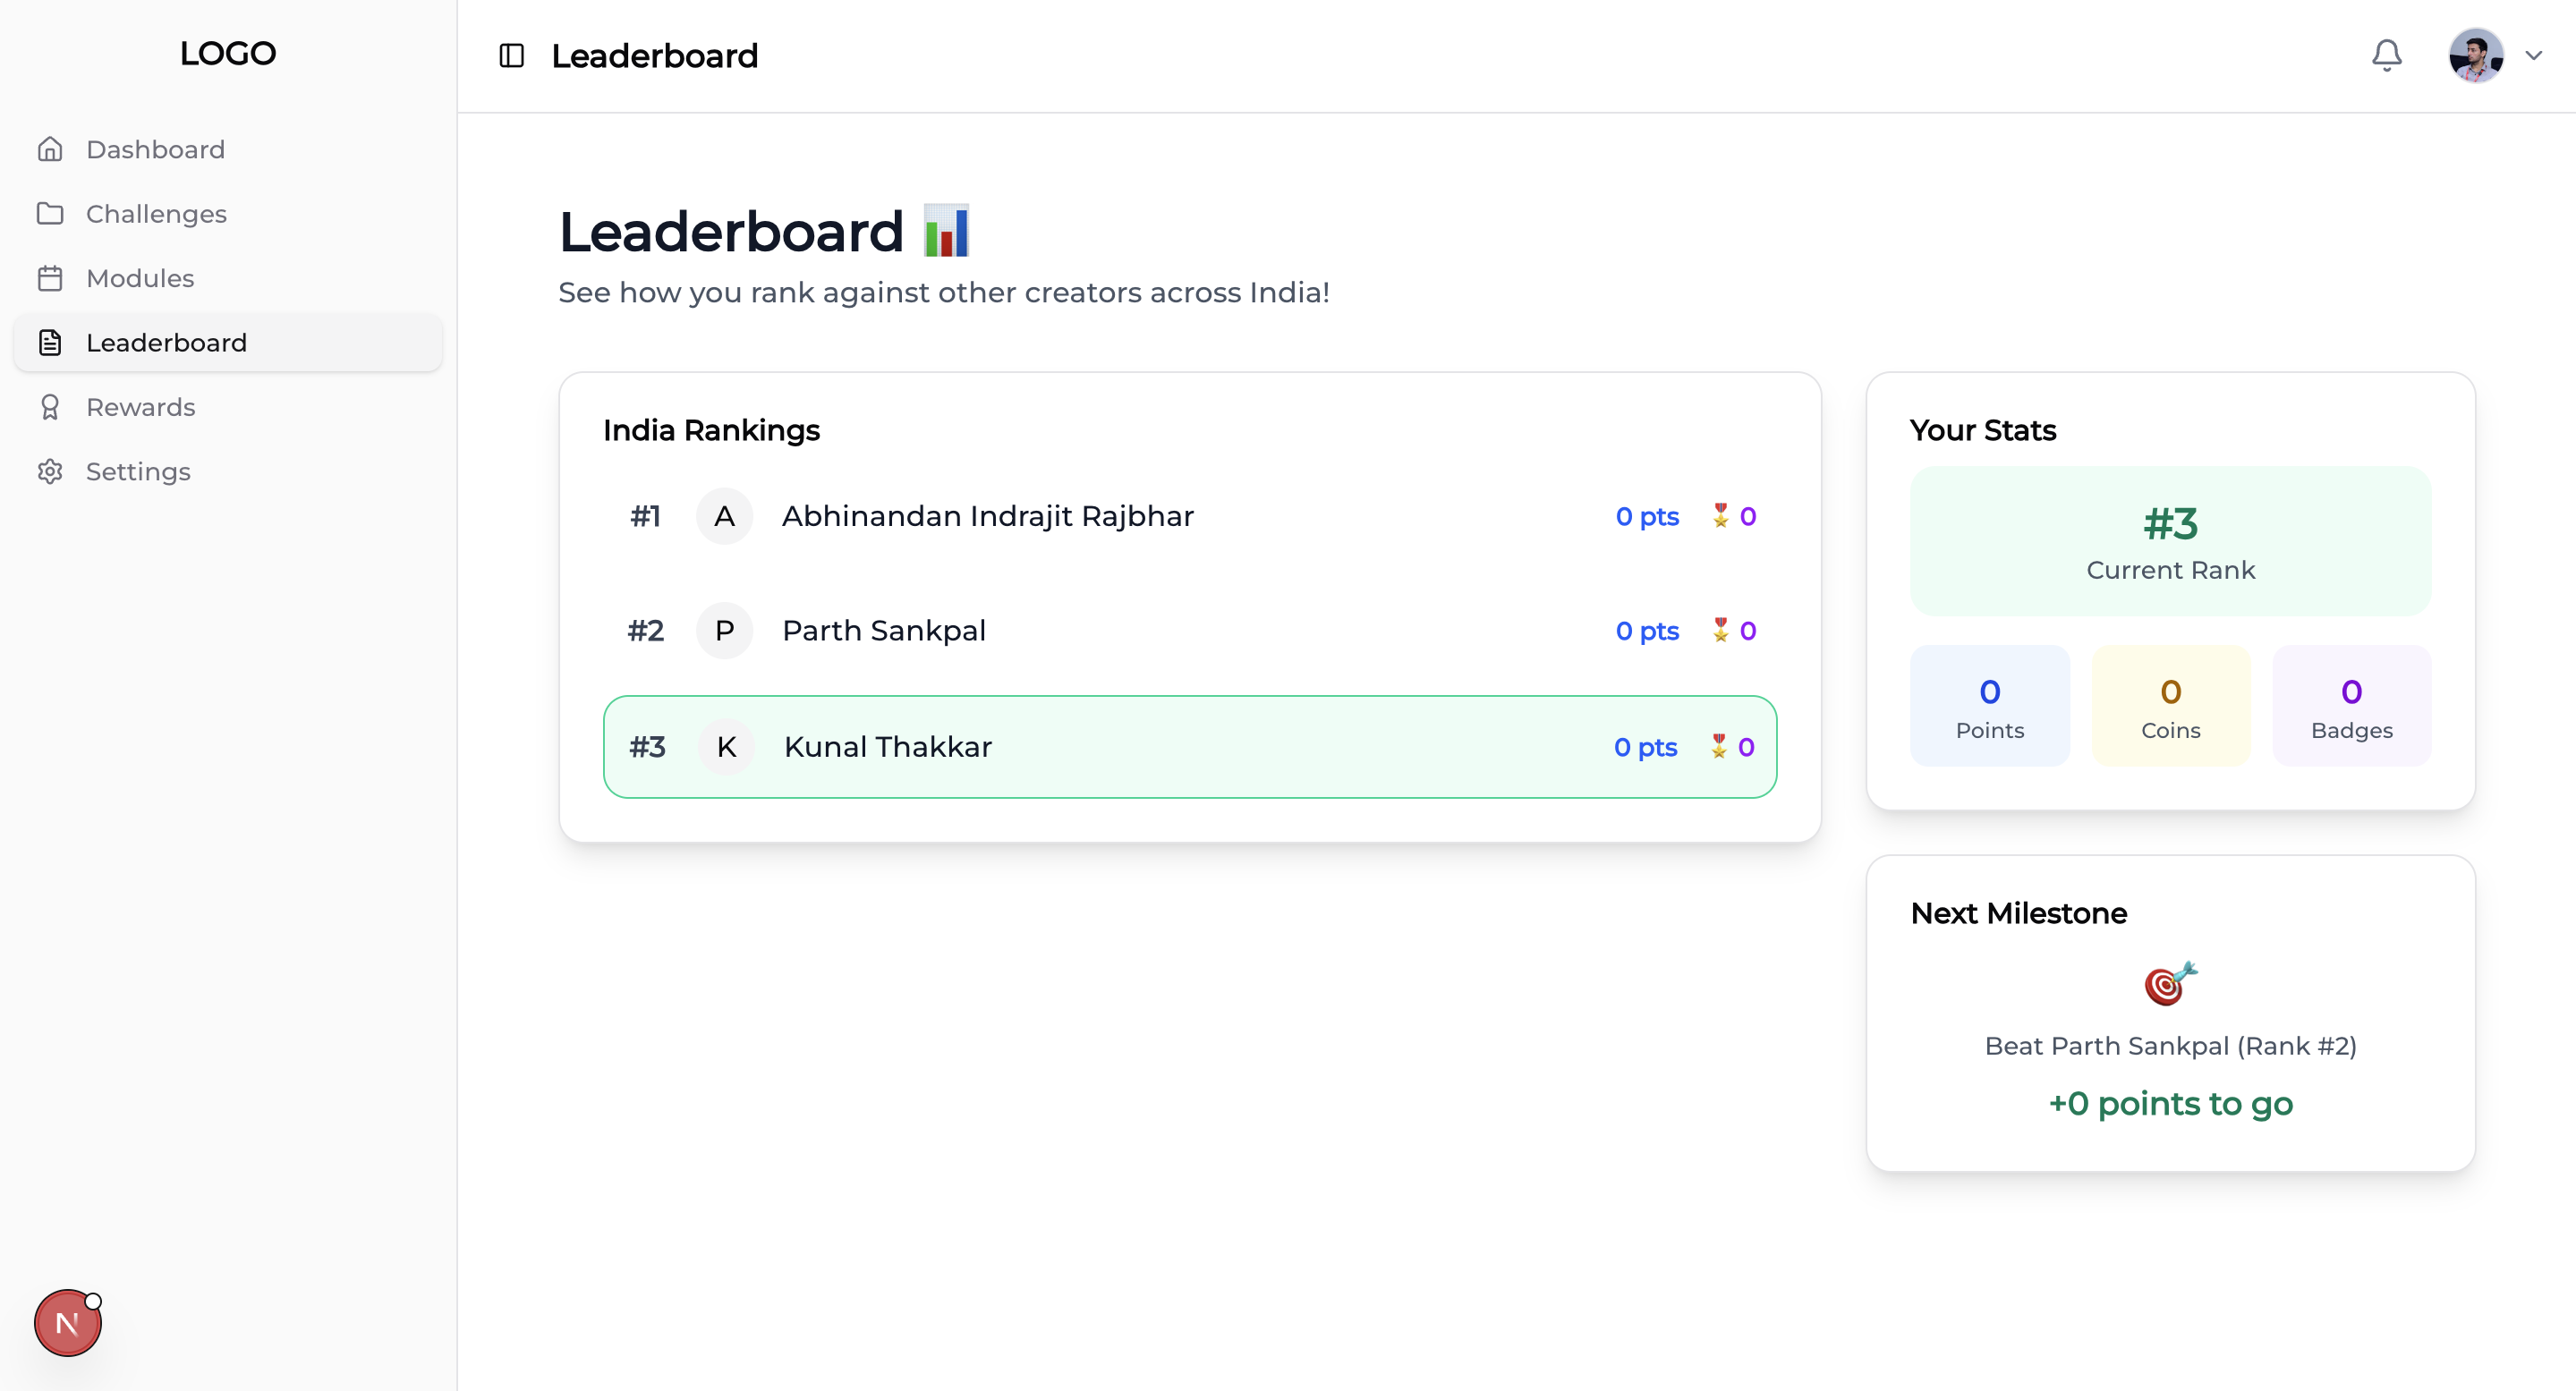 LOGO
Dashboard
Challenges
Modules
Leaderboard
Rewards
Settings
N
Leaderboard
Leaderboard 📊
See how you rank against other creators across India!
India Rankings
#1 A Abhinandan Indrajit Rajbhar 0 pts 🎖️ 0
#2 P Parth Sankpal 0 pts 🎖️ 0
#3 K Kunal Thakkar 0 pts 🎖️ 0
Your Stats
#3
Current Rank
0 0 0
Points Coins Badges
Next Milestone
🎯
Beat Parth Sankpal (Rank #2)
+0 points to go